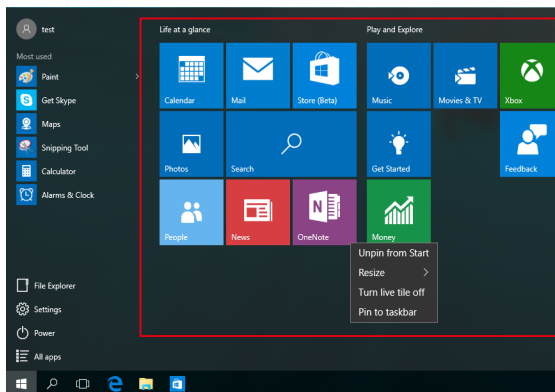 test
Most used
Paint
Get Skype
Maps
Snipping Tool
Calculator
Alarms & Clock
File Explorer
Settings
Power
All apps
Life at a glance
Play and Explore
Calendar
Mail
Store (Beta)
Music
Movies & TV
Xbox
Photos
Search
Get Started
Feedback
People
News
OneNote
Money
Unpin from Start
Resize
Turn live tile off
Pin to taskbar